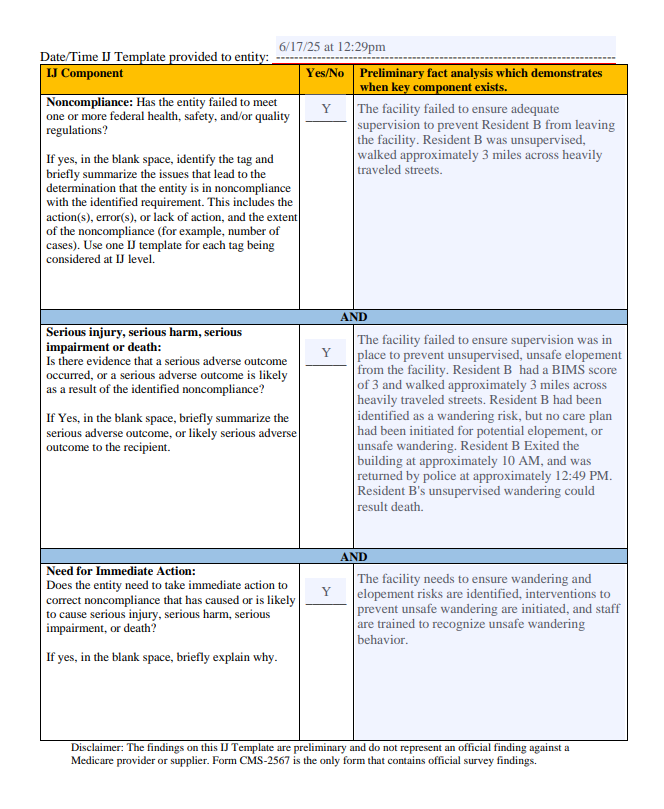 6/17/25 at 12:29pm
Date/Time IJ Template provided to entity:
IJ Component
Yes/No
Preliminary fact analysis which demonstrates
when key component exists.
Noncompliance: Has the entity failed to meet
one or more federal health, safety, and/or quality
regulations?
If yes, in the blank space, identify the tag and
briefly summarize the issues that lead to the
determination that the entity is in noncompliance
with the identified requirement. This includes the
action(s), error(s), or lack of action, and the extent
of the noncompliance (for example, number of
cases). Use one IJ template for each tag being
considered at IJ level.
Y
The facility failed to ensure adequate
supervision to prevent Resident B from leaving
the facility. Resident B was unsupervised,
walked approximately 3 miles across heavily
traveled streets.
AND
Serious injury, serious harm, serious
impairment or death:
Is there evidence that a serious adverse outcome
occurred, or a serious adverse outcome is likely
as a result of the identified noncompliance?
If Yes, in the blank space, briefly summarize the
serious adverse outcome, or likely serious adverse
outcome to the recipient.
Y
The facility failed to ensure supervision was in
place to prevent unsupervised, unsafe elopement
from the facility. Resident B had a BIMS score
of 3 and walked approximately 3 miles across
heavily traveled streets. Resident B had been
identified as a wandering risk, but no care plan
had been initiated for potential elopement, or
unsafe wandering. Resident B Exited the
building at approximately 10 AM, and was
returned by police at approximately 12:49 PM.
Resident B's unsupervised wandering could
result death.
AND
Need for Immediate Action:
Does the entity need to take immediate action to
correct noncompliance that has caused or is likely
to cause serious injury, serious harm, serious
impairment, or death?
If yes, in the blank space, briefly explain why.
Y
The facility needs to ensure wandering and
elopement risks are identified, interventions to
prevent unsafe wandering are initiated, and staff
are trained to recognize unsafe wandering
behavior.
Disclaimer: The findings on this IJ Template are preliminary and do not represent an official finding against a
Medicare provider or supplier. Form CMS-2567 is the only form that contains official survey findings.